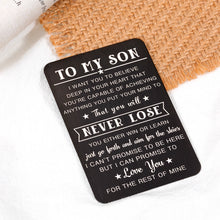 TO MY SON
I WANT YOU TO BELIEVE
DEEP IN YOUR HEART THAT
YOU'RE CAPABLE OF ACHIEVING
ANYTHING YOU PUT YOUR MIND TO
That you will
NEVER LOSE
YOU EITHER WIN OR LEARN
just go forth and aim for the skies
I CAN'T PROMISE TO BE HERE
BUT I CAN PROMISE TO
Love You
FOR THE REST OF MINE